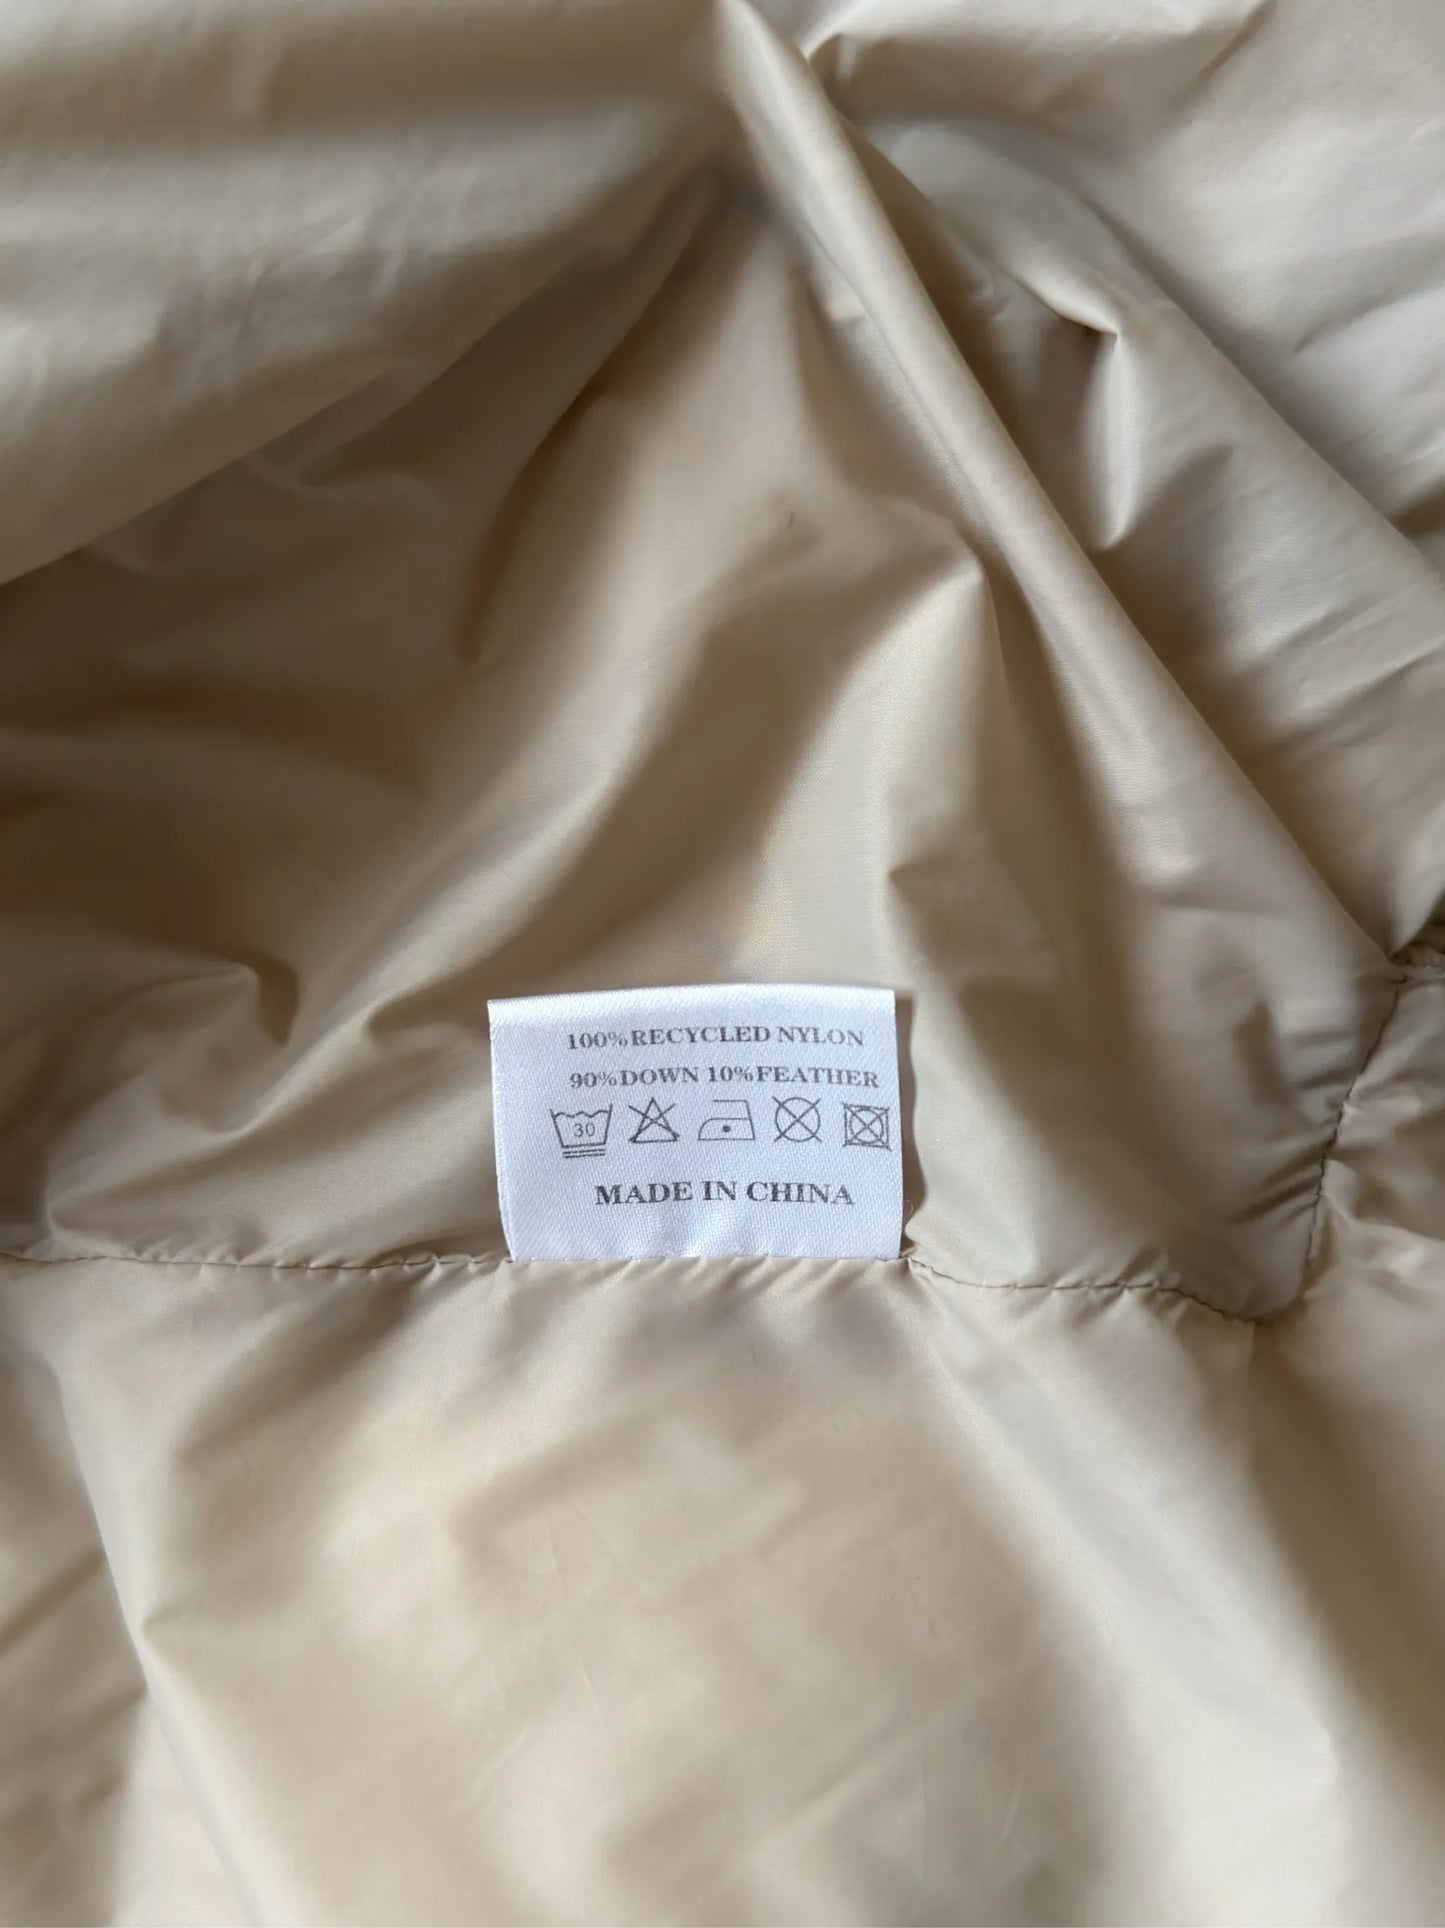 100% RECYCLED NYLON
90% DOWN 10% FEATHER
30
MADE IN CHINA